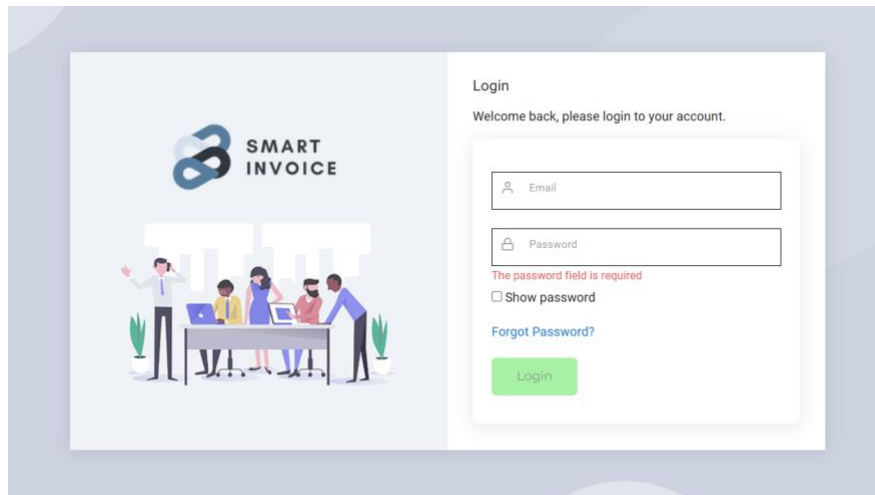 SMART
INVOICE
Login
Welcome back, please login to your account.
Email
Password
The password field is required
Show password
Forgot Password?
Login